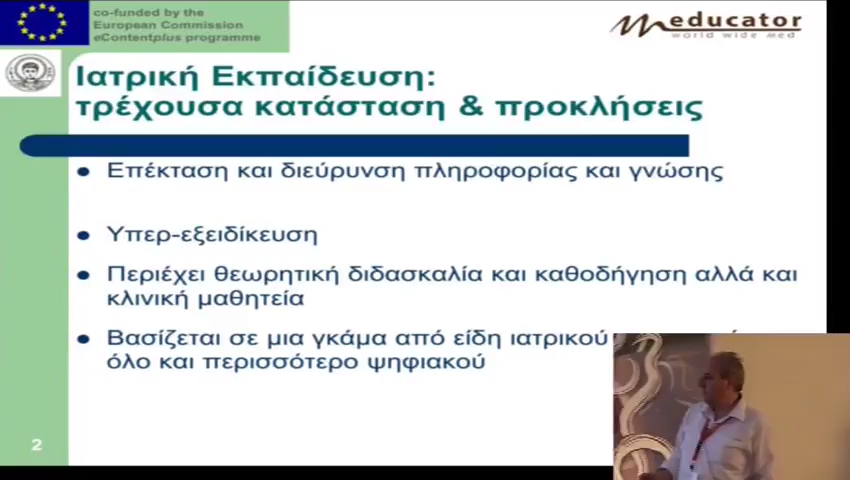 co-funded by the
European Commission
eContentplus programme
meducator
world wide med
Ιατρική Εκπαίδευση:
τρέχουσα κατάσταση & προκλήσεις
Επέκταση και διεύρυνση πληροφορίας και γνώσης
Υπερ-εξειδίκευση
Περιέχει θεωρητική διδασκαλία και καθοδήγηση αλλά και
κλινική μαθητεία
Βασίζεται σε μια γκάμα από είδη ιατρικού
όλο και περισσότερο ψηφιακού
2